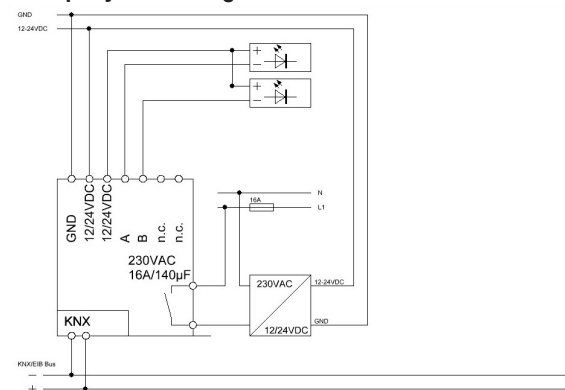 GND
12-24VDC
+
−
+
−
GND
12/24VDC
12/24VDC
A
B
n.c.
n.c.
N
16A
L1
230VAC
16A/140µF
230VAC
12-24VDC
GND
12/24VDC
KNX
KNX/EIB Bus
−
+